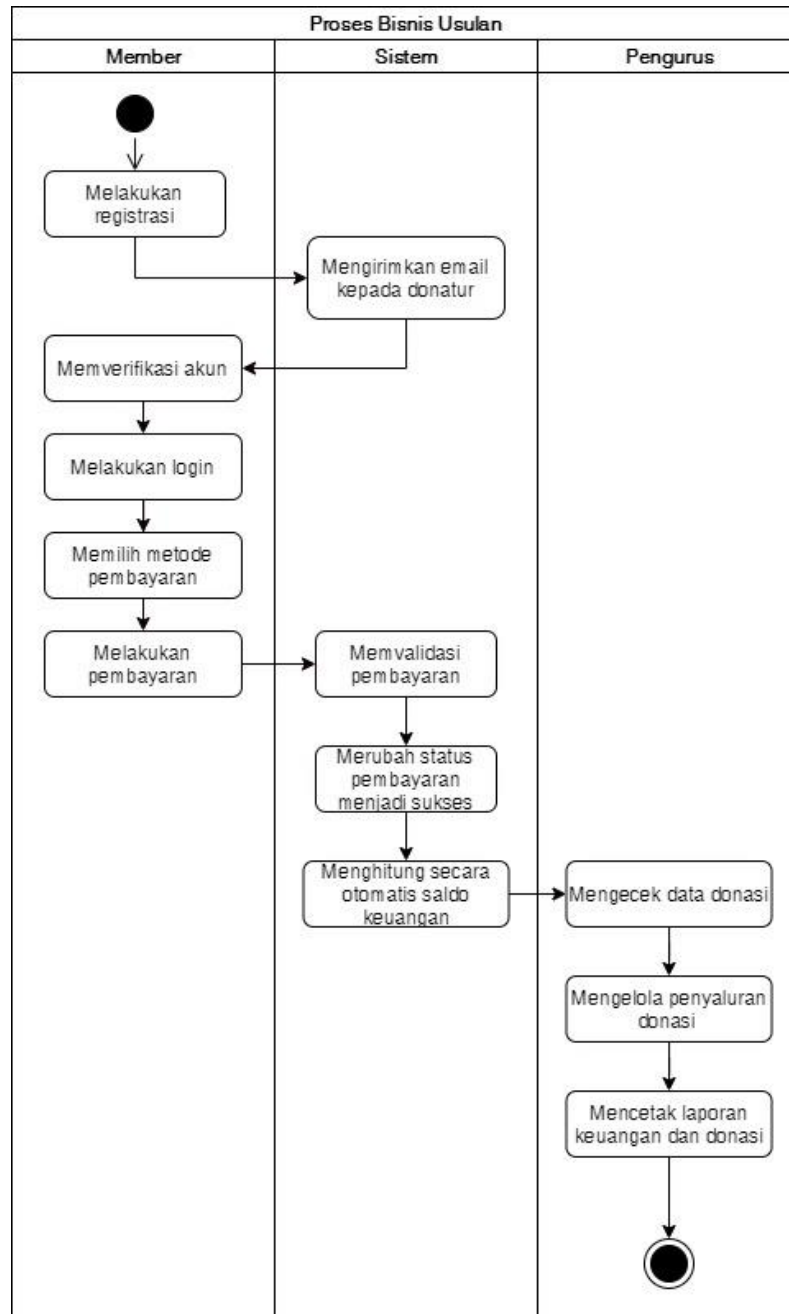 Proses Bisnis Usulan
Member
Sistem
Pengurus
Melakukan
registrasi
Mengirimkan email
kepada donatur
Memverifikasi akun
Melakukan login
Memilih metode
pembayaran
Melakukan
pembayaran
Memvalidasi
pembayaran
Merubah status
pembayaran
menjadi sukses
Menghitung secara
otomatis saldo
keuangan
Mengecek data donasi
Mengelola penyaluran
donasi
Mencetak laporan
keuangan dan donasi